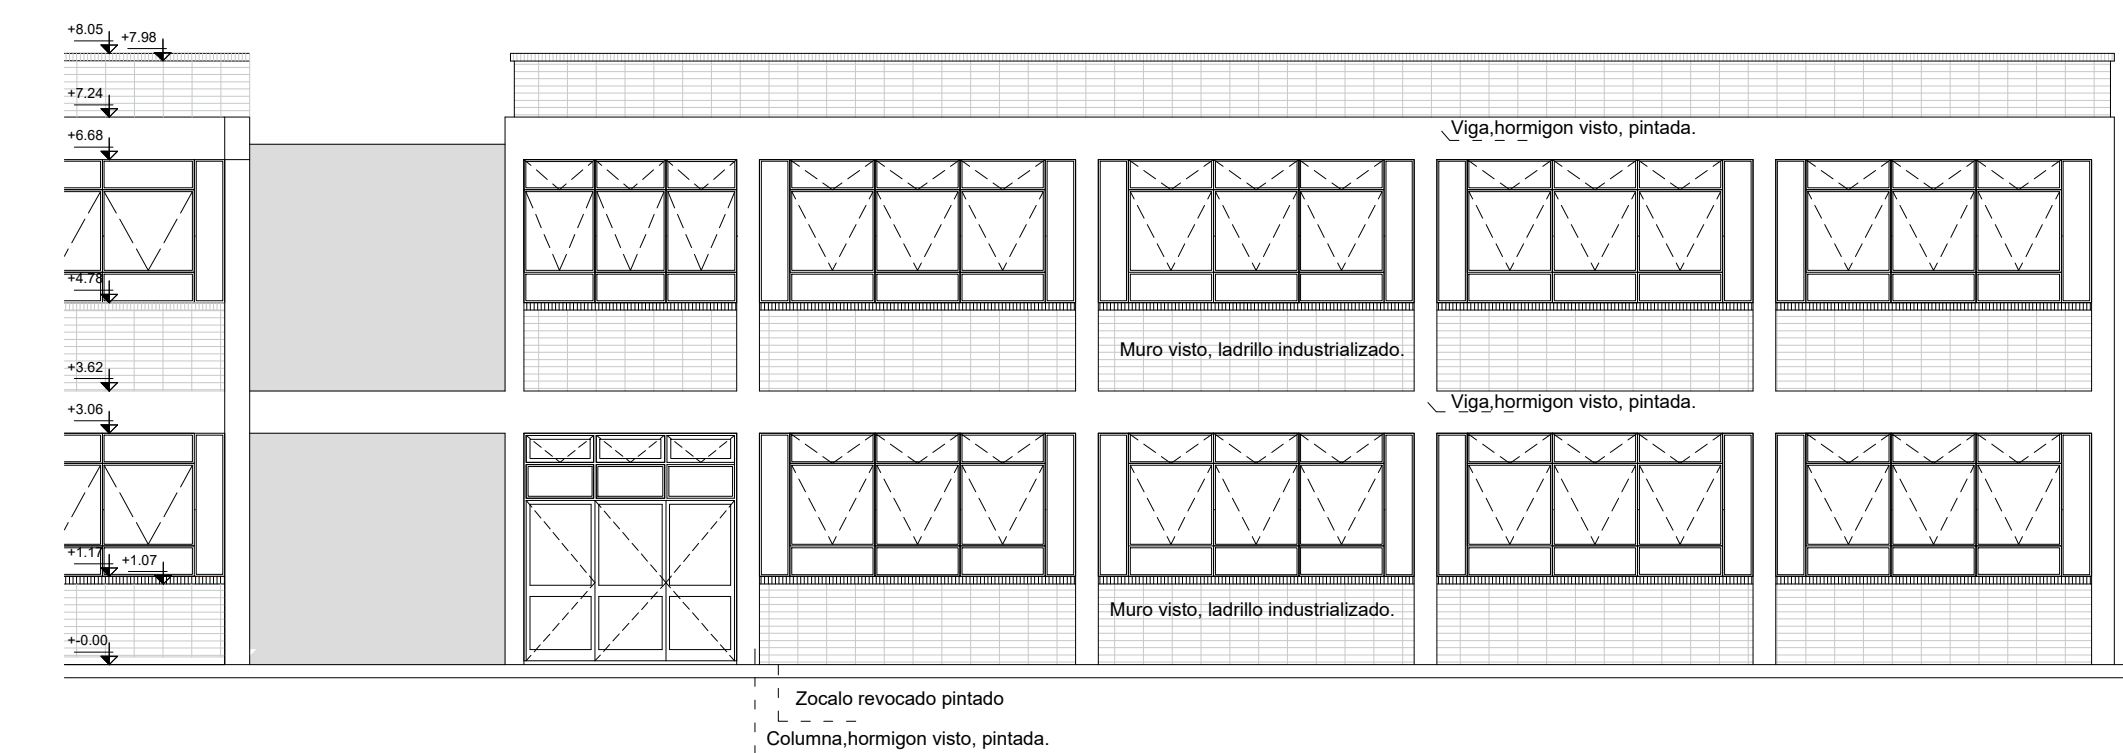 +8.05
+7.98
+7.24
Viga,hormigon visto, pintada.
+6.68
+4.78
Muro visto, ladrillo industrializado.
+3.62
Viga,hormigon visto, pintada.
+3.06
+1.17
+1.07
Muro visto, ladrillo industrializado.
+-0.00
Zocalo revocado pintado
Columna,hormigon visto, pintada.